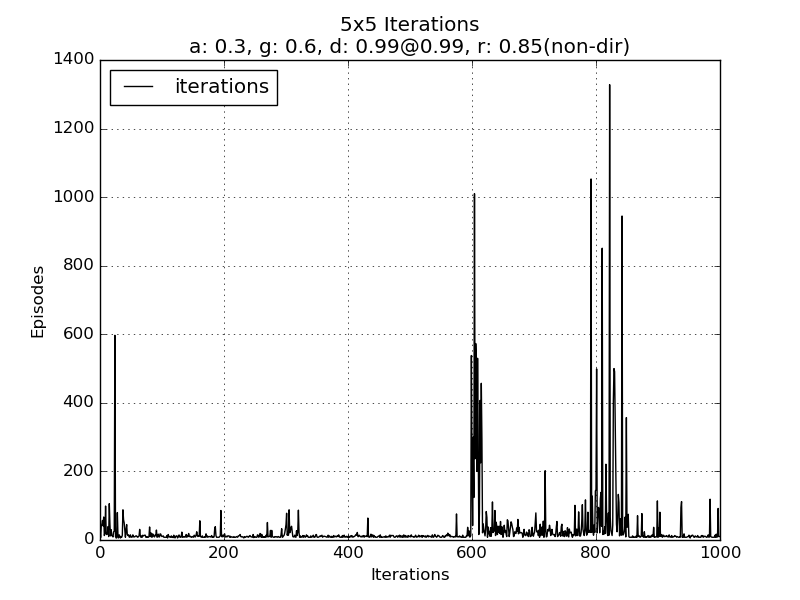 5x5 Iterations
a: 0.3, g: 0.6, d: 0.99@0.99, r: 0.85(non-dir)
iterations
1400
1200
1000
800
600
400
200
0
Episodes
0 200 400 600 800 1000
Iterations